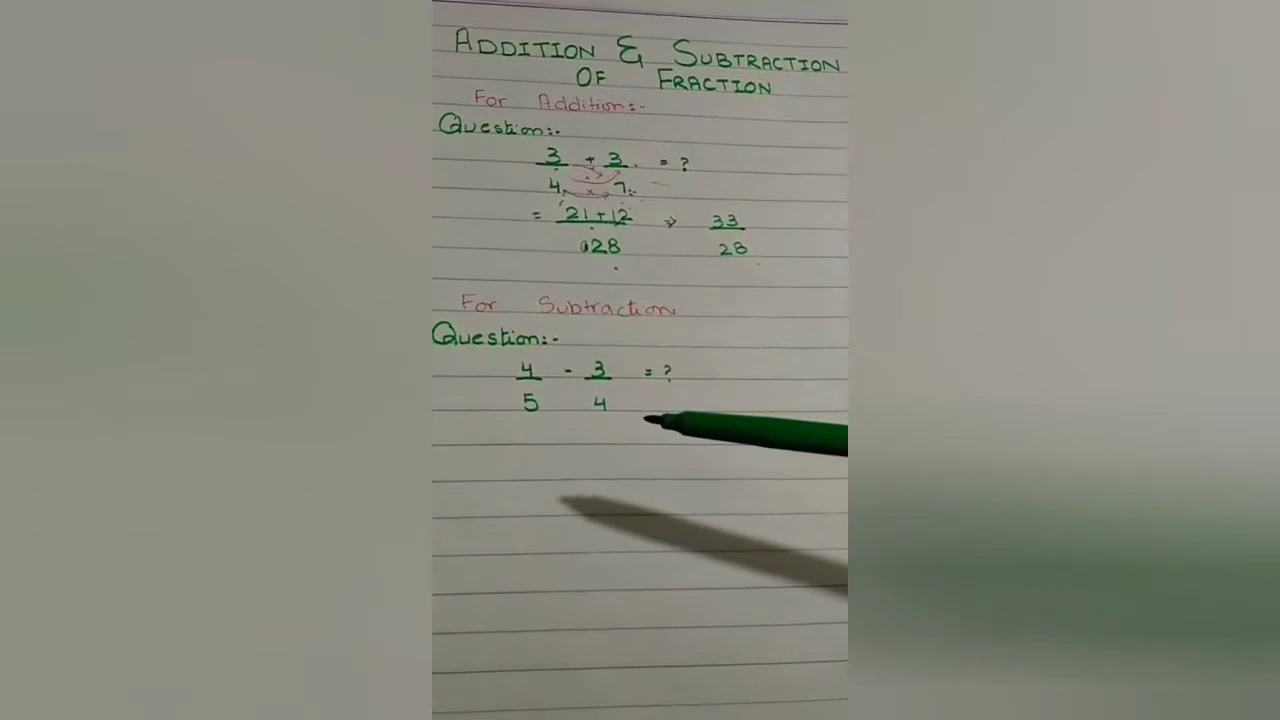 ADDITION & SUBTRACTION
OF FRACTION
For Addition:-
Question:-
3/4 + 3/7 = ?
= 21+12/28 ⇒ 33/28
For Subtraction
Question:-
4/5 - 3/4 = ?